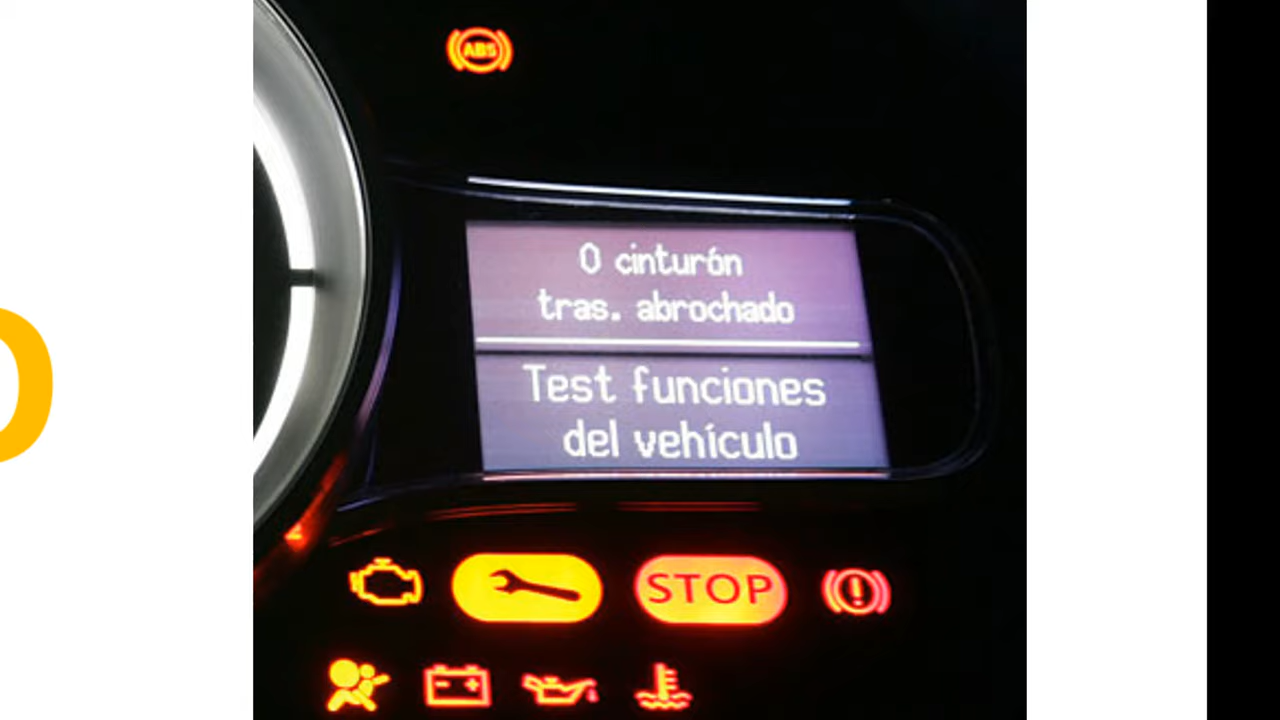 ABS
0 cinturón
tras. abrochado
Test funciones
del vehículo
STOP